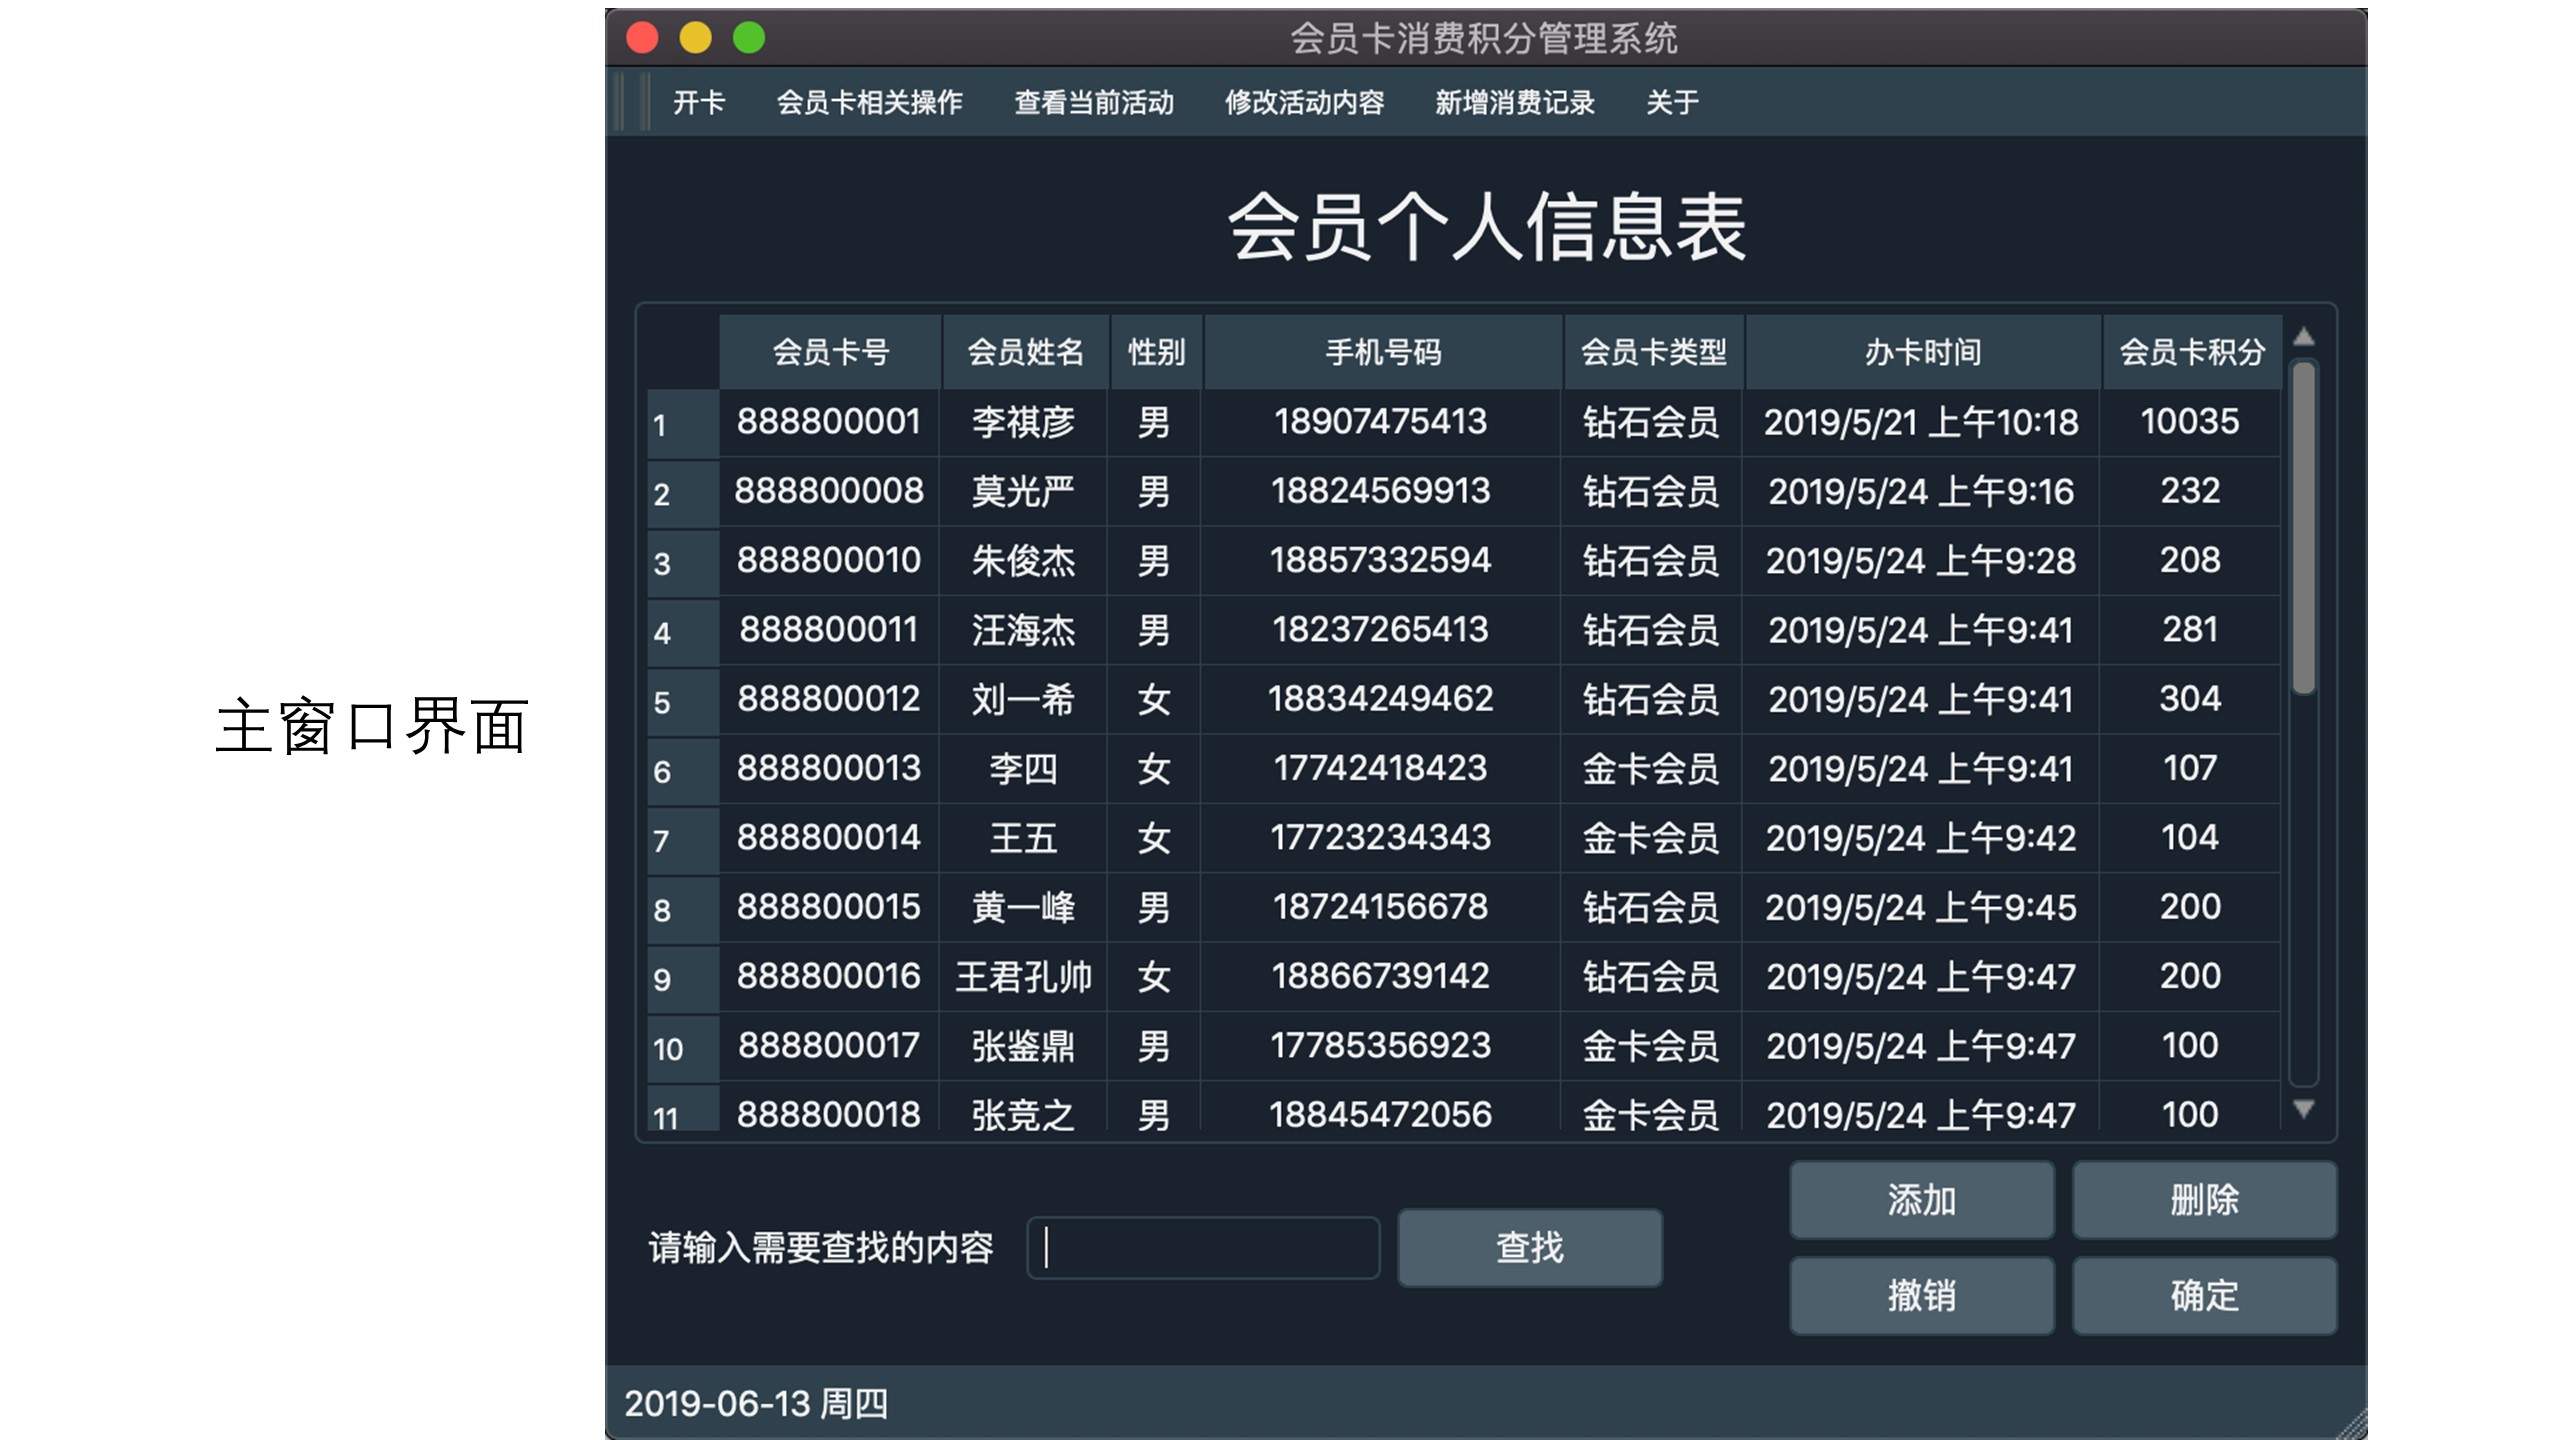 会员卡消费积分管理系统
开卡 会员卡相关操作 查看当前活动 修改活动内容 新增消费记录 关于
会员个人信息表
会员卡号 会员姓名 性别 手机号码 会员卡类型 办卡时间 会员卡积分
1 888800001 李祺彦 男 18907475413 钻石会员 2019/5/21 上午10:18 10035
2 888800008 莫光严 男 18824569913 钻石会员 2019/5/24 上午9:16 232
3 888800010 朱俊杰 男 18857332594 钻石会员 2019/5/24 上午9:28 208
4 888800011 汪海杰 男 18237265413 钻石会员 2019/5/24 上午9:41 281
5 888800012 刘一希 女 18834249462 钻石会员 2019/5/24 上午9:41 304
6 888800013 李四 女 17742418423 金卡会员 2019/5/24 上午9:41 107
7 888800014 王五 女 17723234343 金卡会员 2019/5/24 上午9:42 104
8 888800015 黄一峰 男 18724156678 钻石会员 2019/5/24 上午9:45 200
9 888800016 王君孔帅 女 18866739142 钻石会员 2019/5/24 上午9:47 200
10 888800017 张鉴鼎 男 17785356923 金卡会员 2019/5/24 上午9:47 100
11 888800018 张竞之 男 18845472056 金卡会员 2019/5/24 上午9:47 100
主窗口界面
请输入需要查找的内容 查找
添加 删除
撤销 确定
2019-06-13 周四